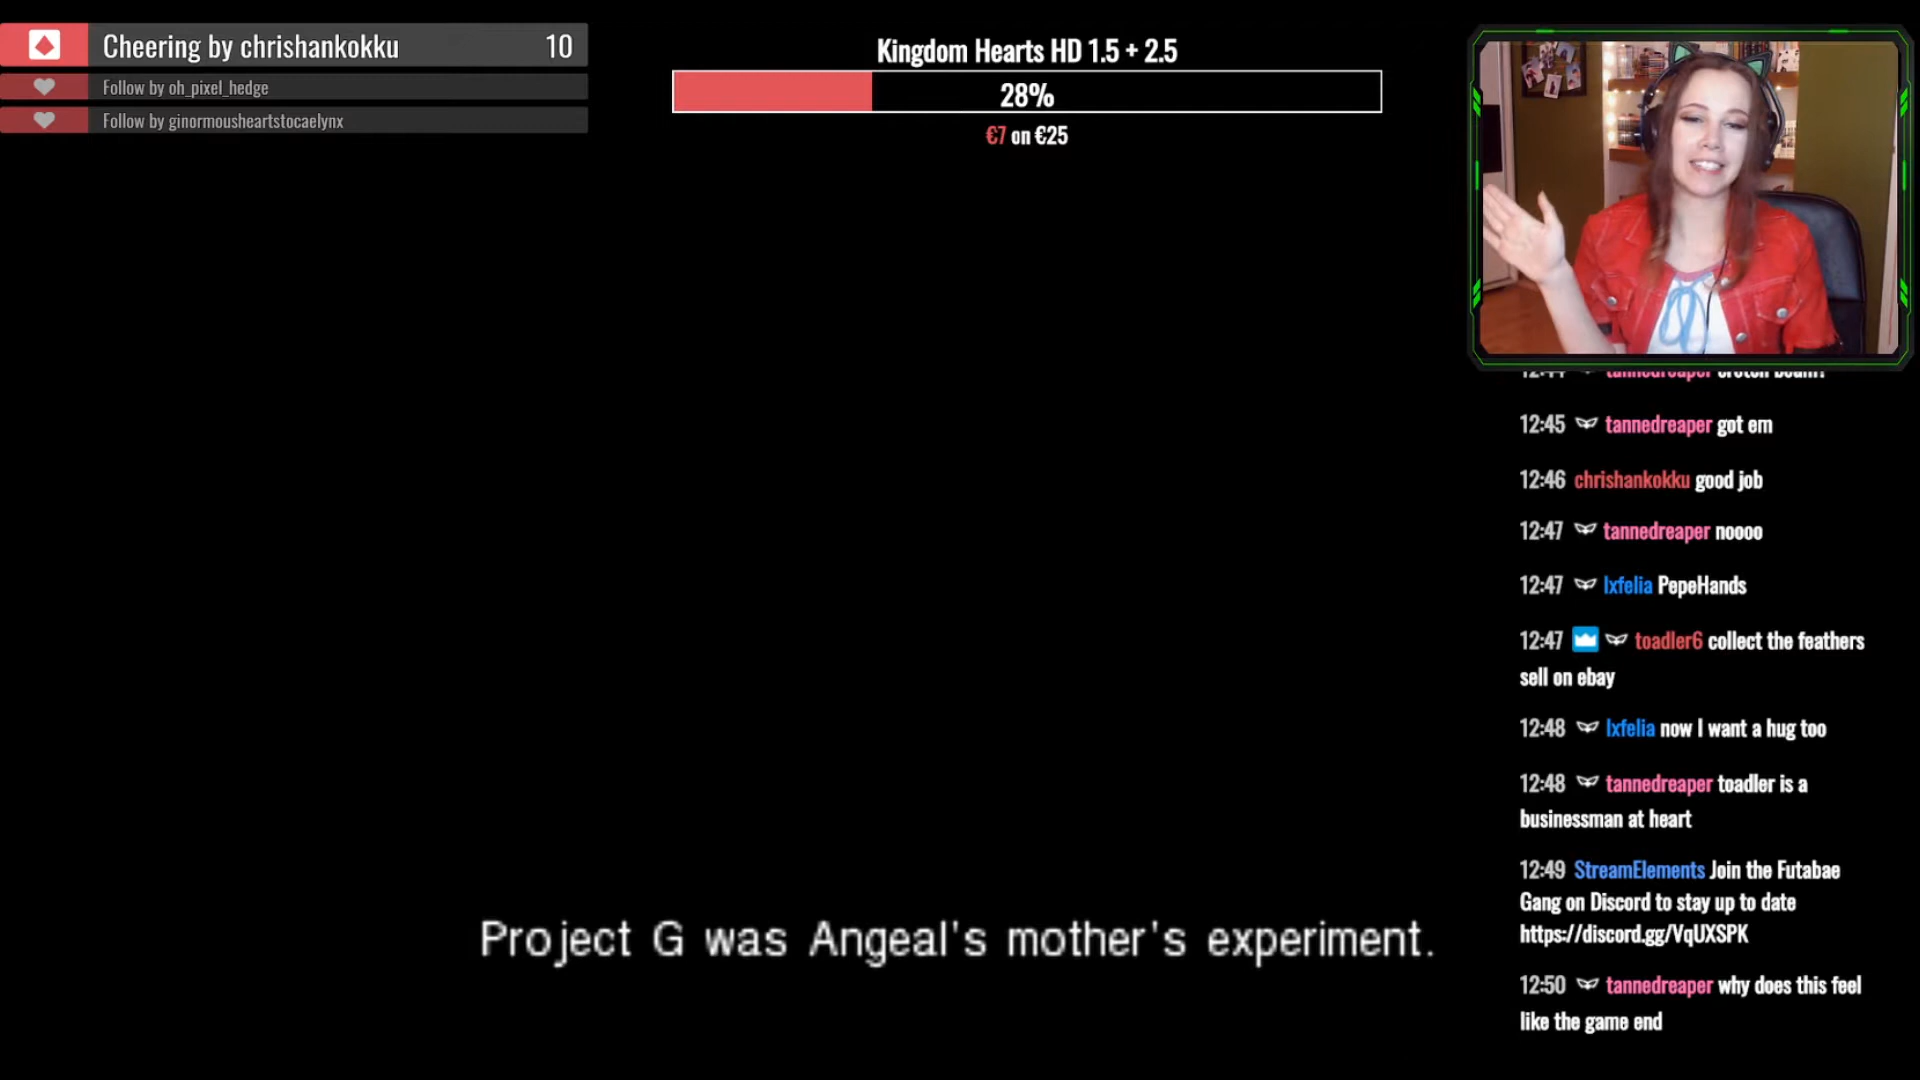 Cheering by chrishankokku 10
Follow by oh_pixel_hedge
Follow by ginormousheartstocaelynx
Kingdom Hearts HD 1.5 + 2.5
28%
€7 on €25
tannedreaper
12:45 tannedreaper got em
12:46 chrishankokku good job
12:47 tannedreaper noooo
12:47 lxfelia PepeHands
12:47 toadler6 collect the feathers
sell on ebay
12:48 lxfelia now I want a hug too
12:48 tannedreaper toadler is a
businessman at heart
12:49 StreamElements Join the Futabae
Gang on Discord to stay up to date
https://discord.gg/VqUXSPK
12:50 tannedreaper why does this feel
like the game end
Project G was Angeal's mother's experiment.